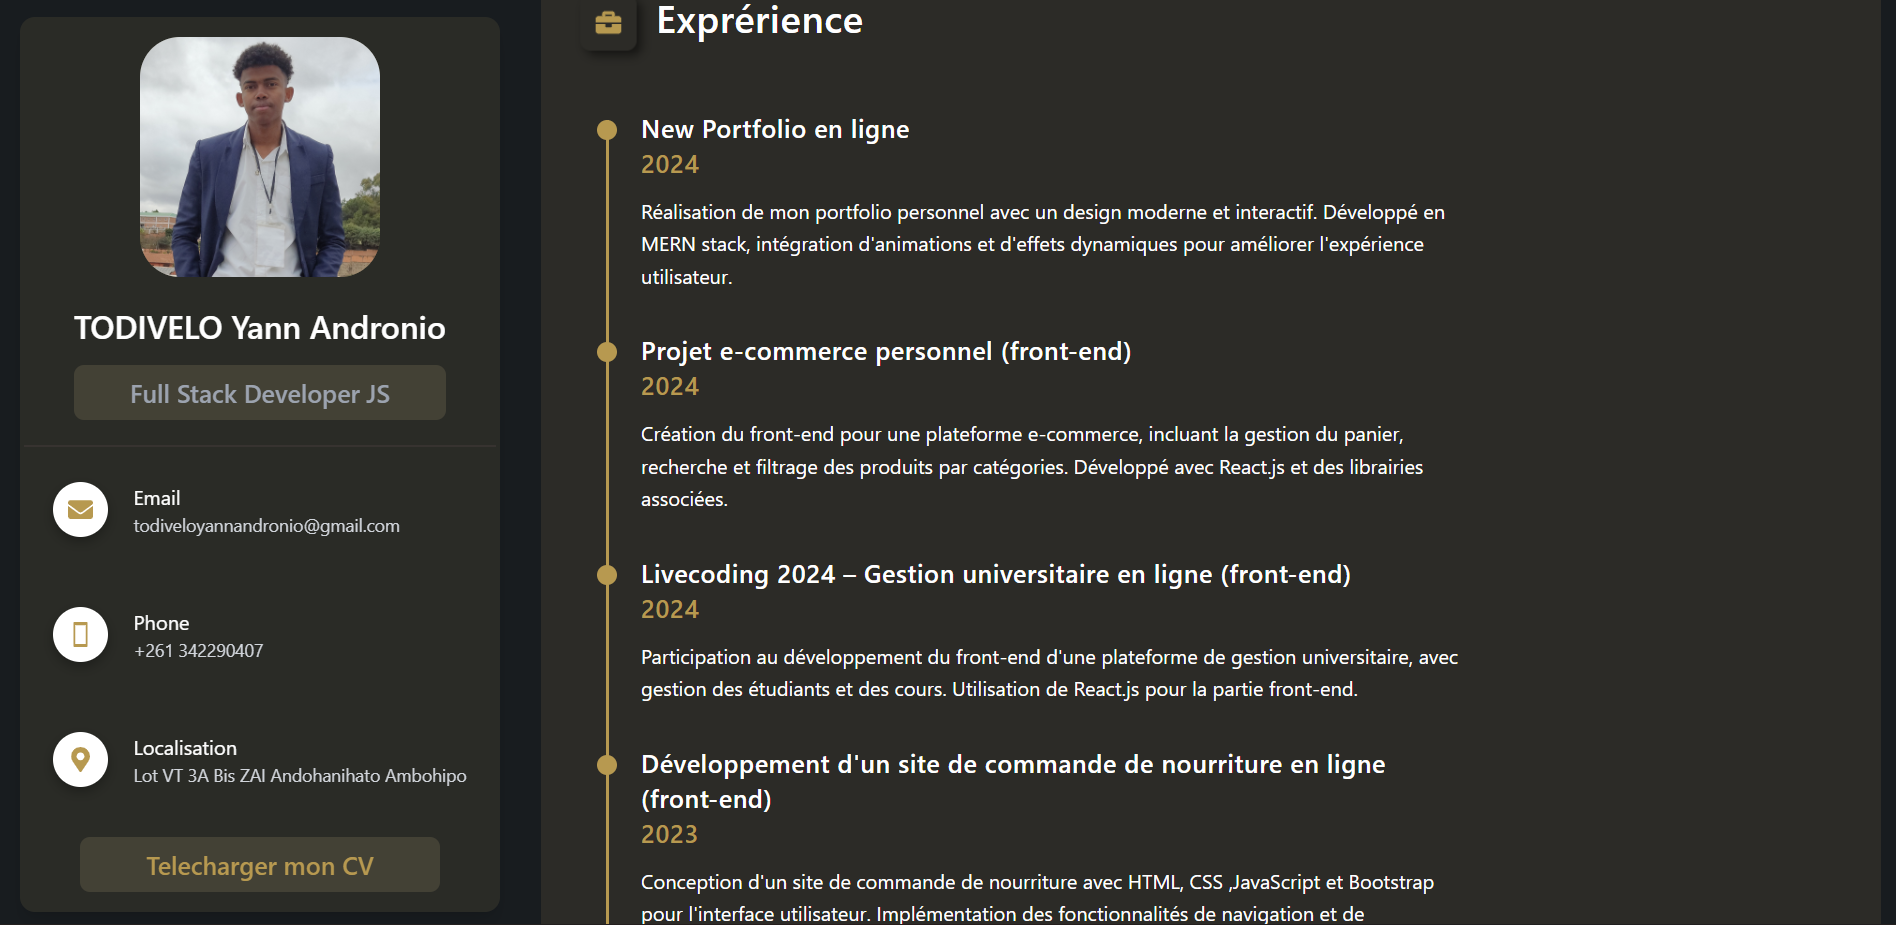 TODIVELO Yann Andronio
Full Stack Developer JS
Email
todiveloyannandronio@gmail.com
Phone
+261 342290407
Localisation
Lot VT 3A Bis ZAI Andohanihato Ambohipo
Telecharger mon CV
Exprérience
New Portfolio en ligne
2024
Réalisation de mon portfolio personnel avec un design moderne et interactif. Développé en
MERN stack, intégration d'animations et d'effets dynamiques pour améliorer l'expérience
utilisateur.
Projet e-commerce personnel (front-end)
2024
Création du front-end pour une plateforme e-commerce, incluant la gestion du panier,
recherche et filtrage des produits par catégories. Développé avec React.js et des librairies
associées.
Livecoding 2024 – Gestion universitaire en ligne (front-end)
2024
Participation au développement du front-end d'une plateforme de gestion universitaire, avec
gestion des étudiants et des cours. Utilisation de React.js pour la partie front-end.
Développement d'un site de commande de nourriture en ligne
(front-end)
2023
Conception d'un site de commande de nourriture avec HTML, CSS ,JavaScript et Bootstrap
pour l'interface utilisateur. Implémentation des fonctionnalités de navigation et de